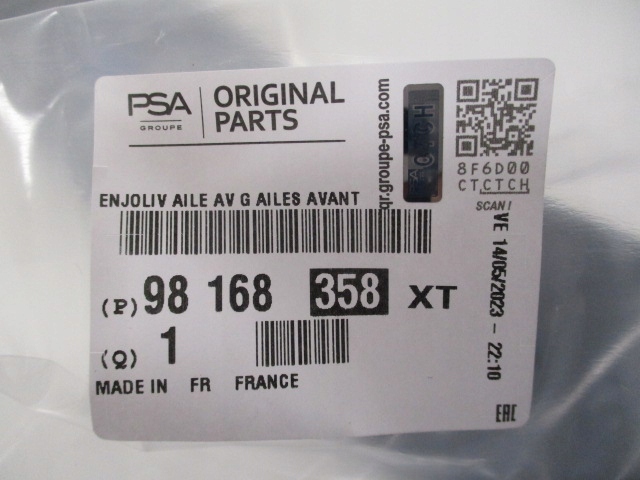 PSA
GROUPE
ORIGINAL
PARTS
qr.groupe-psa.com
CTCH
8F6D00
CTCTCH
SCAN!
ENJOLIV AILE AV G AILES AVANT
(P) 98 168 358 XT
(Q) 1
MADE IN FR FRANCE
VE 14/05/2023 - 22:10
EAC